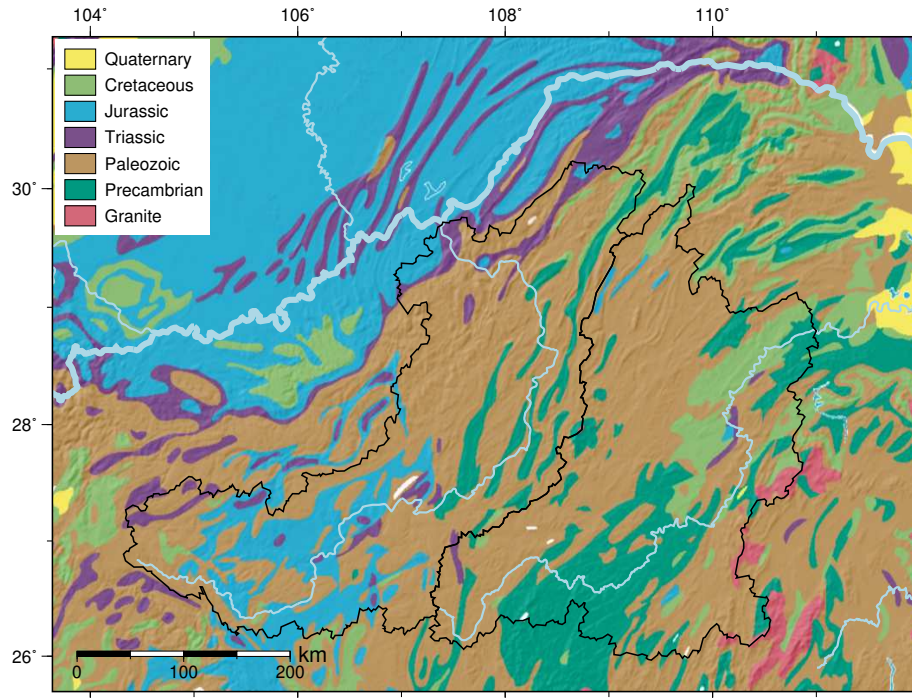 104˚ 106˚ 108˚ 110˚
Quaternary
Cretaceous
Jurassic
Triassic
Paleozoic
Precambrian
Granite
30˚
28˚
26˚
km
0 100 200